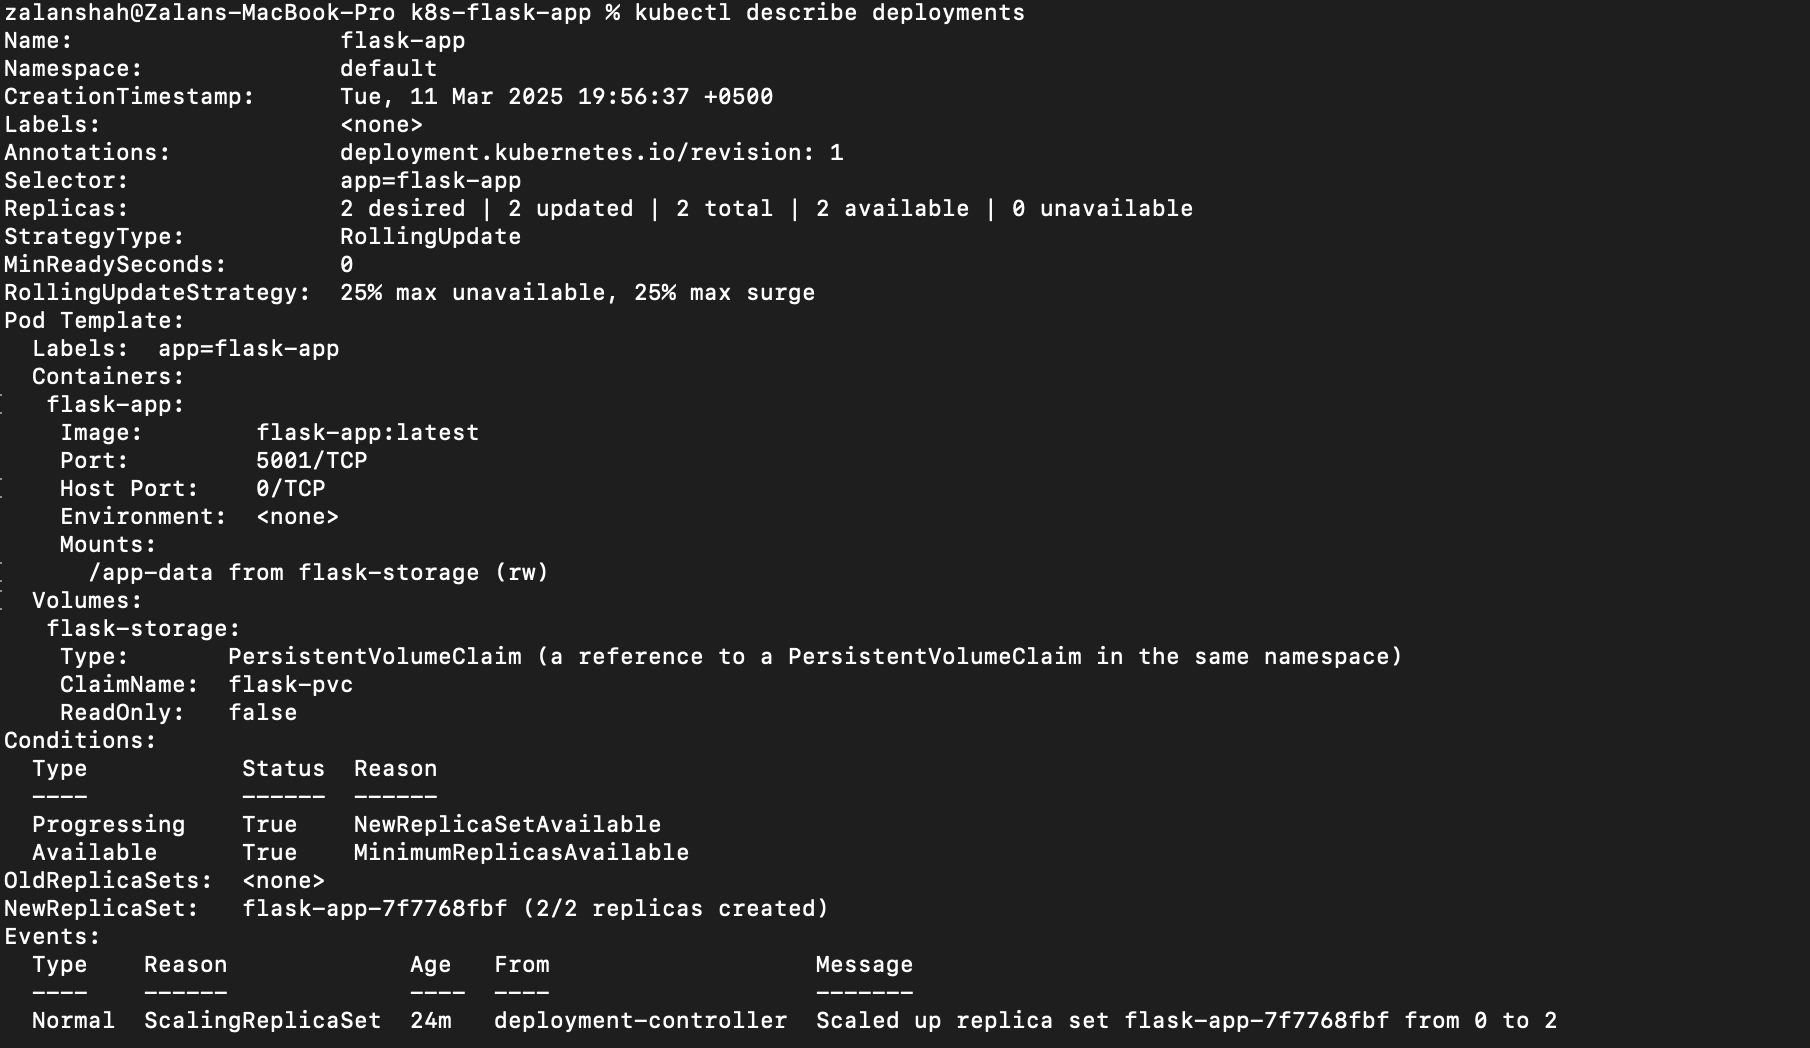 zalanshah@Zalans-MacBook-Pro k8s-flask-app % kubectl describe deployments
Name:                   flask-app
Namespace:              default
CreationTimestamp:      Tue, 11 Mar 2025 19:56:37 +0500
Labels:                 <none>
Annotations:            deployment.kubernetes.io/revision: 1
Selector:               app=flask-app
Replicas:               2 desired | 2 updated | 2 total | 2 available | 0 unavailable
StrategyType:           RollingUpdate
MinReadySeconds:        0
RollingUpdateStrategy:  25% max unavailable, 25% max surge
Pod Template:
  Labels:  app=flask-app
  Containers:
   flask-app:
    Image:        flask-app:latest
    Port:         5001/TCP
    Host Port:    0/TCP
    Environment:  <none>
    Mounts:
      /app-data from flask-storage (rw)
  Volumes:
   flask-storage:
    Type:       PersistentVolumeClaim (a reference to a PersistentVolumeClaim in the same namespace)
    ClaimName:  flask-pvc
    ReadOnly:   false
Conditions:
  Type           Status  Reason
  ----           ------  ------
  Progressing    True    NewReplicaSetAvailable
  Available      True    MinimumReplicasAvailable
OldReplicaSets:  <none>
NewReplicaSet:   flask-app-7f7768fbf (2/2 replicas created)
Events:
  Type    Reason             Age   From                   Message
  ----    ------             ----  ----                   -------
  Normal  ScalingReplicaSet  24m   deployment-controller  Scaled up replica set flask-app-7f7768fbf from 0 to 2